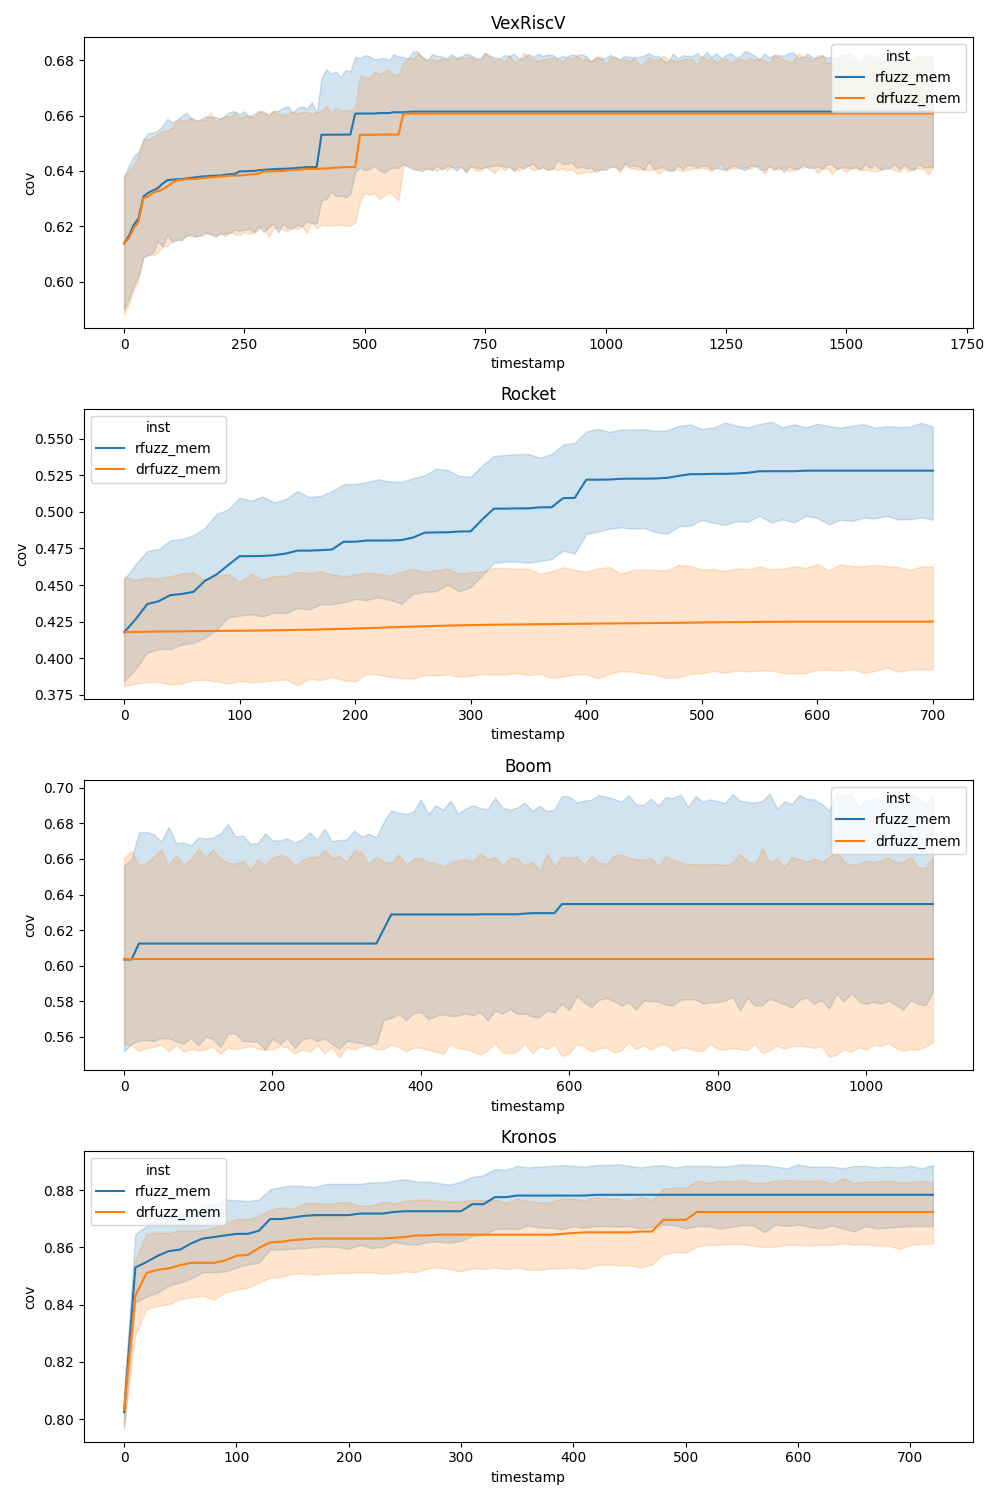 VexRiscV
cov
0.68
0.66
0.64
0.62
0.60
inst
rfuzz_mem
drfuzz_mem
0 250 500 750 1000 1250 1500 1750
timestamp
Rocket
cov
0.550
0.525
0.500
0.475
0.450
0.425
0.400
0.375
inst
rfuzz_mem
drfuzz_mem
0 100 200 300 400 500 600 700
timestamp
Boom
cov
0.70
0.68
0.66
0.64
0.62
0.60
0.58
0.56
inst
rfuzz_mem
drfuzz_mem
0 200 400 600 800 1000
timestamp
Kronos
cov
0.88
0.86
0.84
0.82
0.80
inst
rfuzz_mem
drfuzz_mem
0 100 200 300 400 500 600 700
timestamp